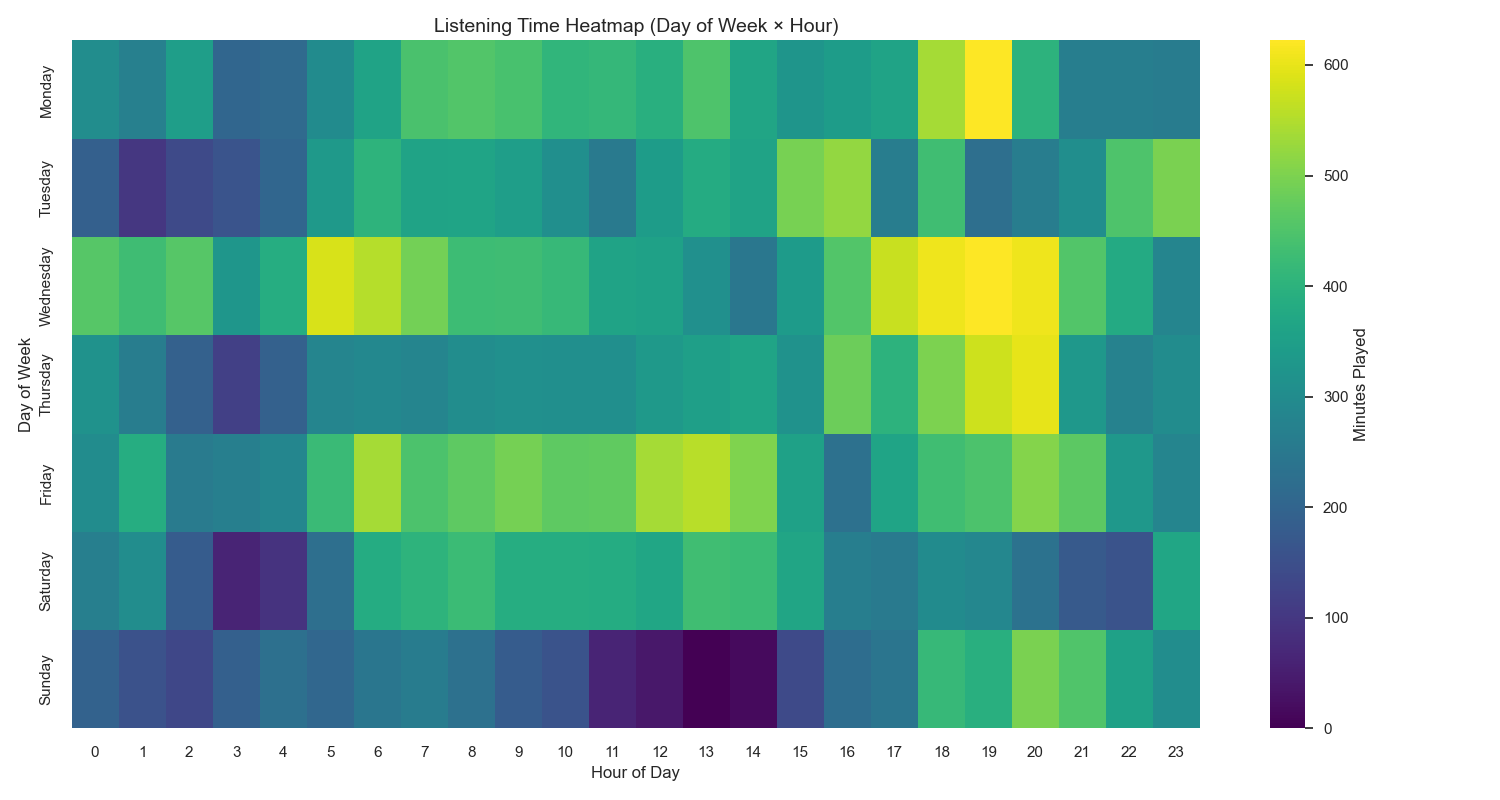 Listening Time Heatmap (Day of Week × Hour)
Day of Week
Monday
Tuesday
Wednesday
Thursday
Friday
Saturday
Sunday
0 1 2 3 4 5 6 7 8 9 10 11 12 13 14 15 16 17 18 19 20 21 22 23
Hour of Day
600
500
400
300
200
100
0
Minutes Played